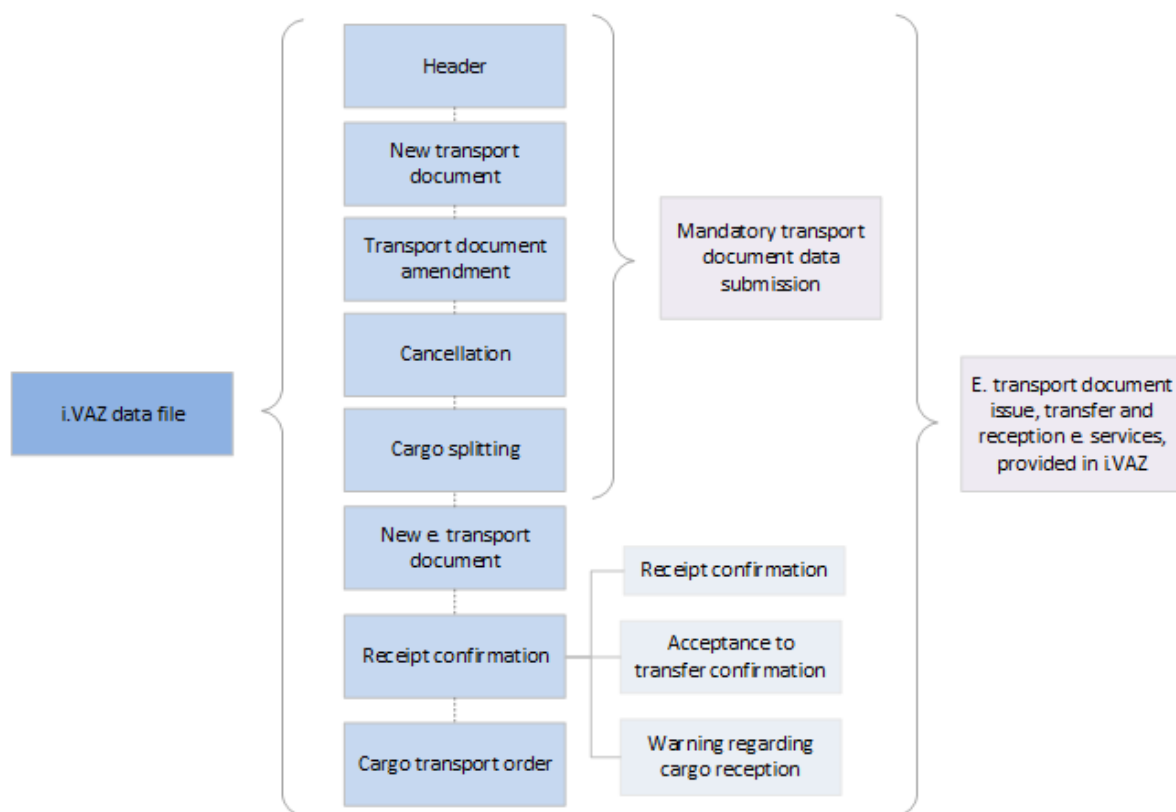 Header
New transport
document
Transport document
amendment
Cancellation
Cargo splitting
New e. transport
document
Receipt confirmation
Cargo transport order
i.VAZ data file
Mandatory transport
document data
submission
Receipt confirmation
Acceptance to
transfer confirmation
Warning regarding
cargo reception
E. transport document
issue, transfer and
reception e. services,
provided in i.VAZ